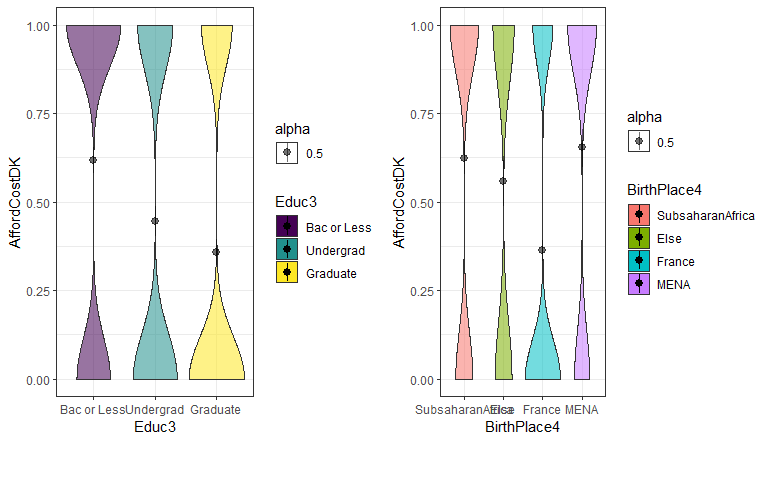 1.00
0.75
0.50
0.25
0.00
AffordCostDK
Bac or Less Undergrad Graduate
Educ3
alpha
0.5
Educ3
Bac or Less
Undergrad
Graduate
1.00
0.75
0.50
0.25
0.00
AffordCostDK
SubsaharanAfrica Else France MENA
BirthPlace4
alpha
0.5
BirthPlace4
SubsaharanAfrica
Else
France
MENA